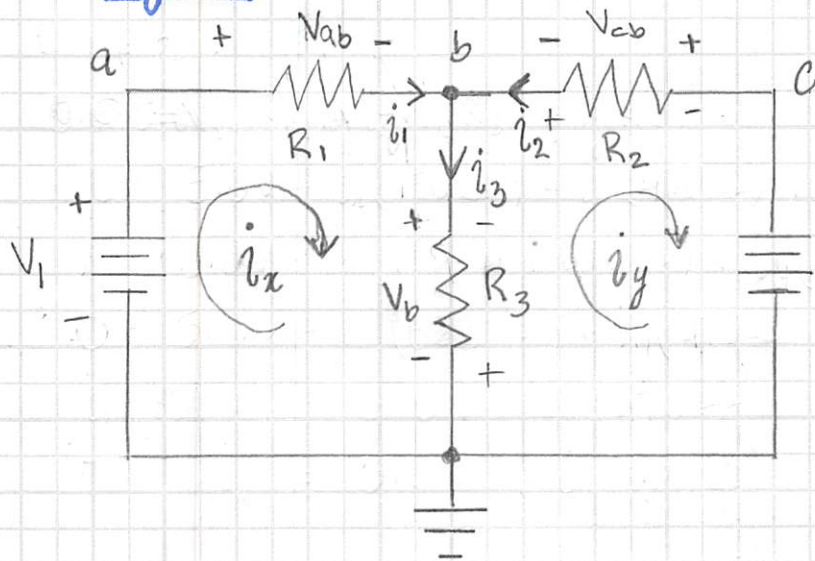 + Vab - b - Vcb +
a C
i1 i2 + -
R1 R2
i3
+ + -
V1 ix Vb R3 iy
- - +